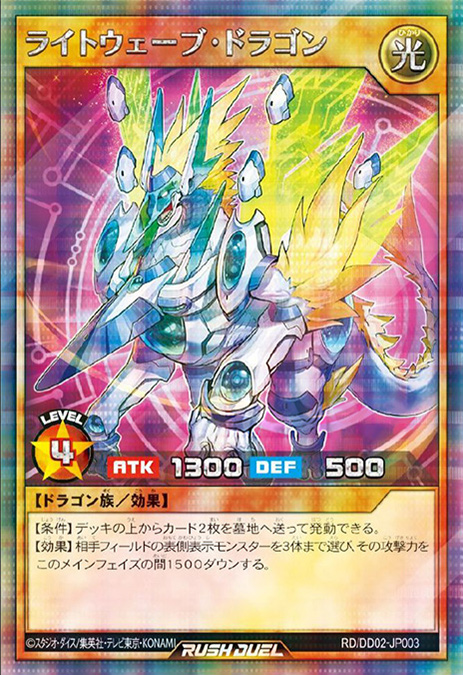 ライトウェーブ・ドラゴン
ひかり
光
LEVEL
4
ATK 1300 DEF 500
【ドラゴン族／効果】
【条件】デッキの上からカード2枚を墓地へ送って発動できる。
【効果】相手フィールドの表側表示モンスターを3体まで選び、その攻撃力を
このメインフェイズの間1500ダウンする。
©スタジオ・ダイス/集英社・テレビ東京・KONAMI
RUSH DUEL
RD/DD02-JP003